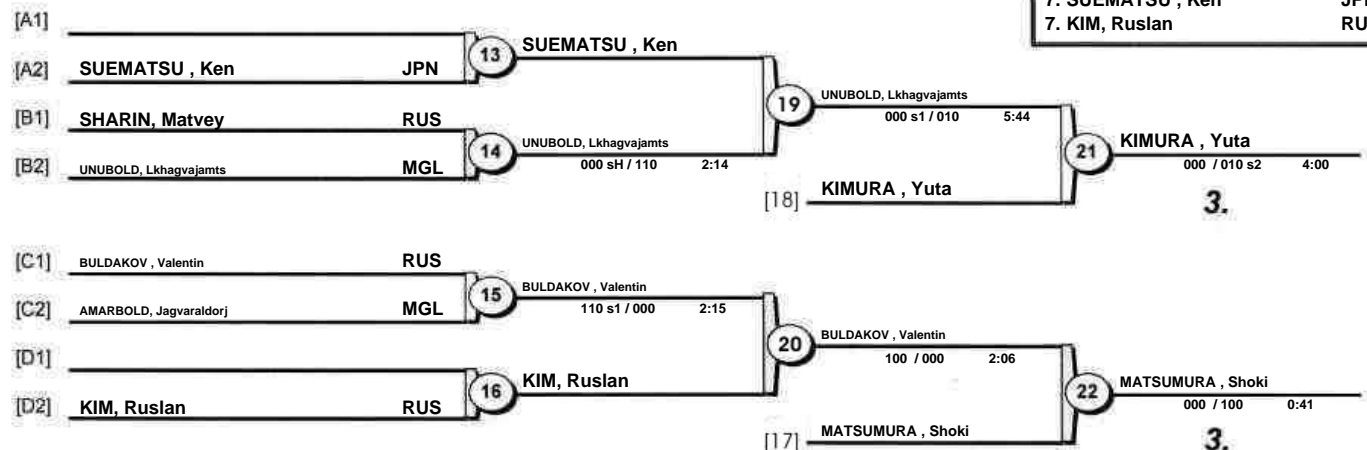 7. SUEMATSU , Ken
7. KIM, Ruslan RU
[A1]
[A2] SUEMATSU , Ken JPN
13 SUEMATSU , Ken
[B1] SHARIN, Matvey RUS
[B2] UNUBOLD, Lkhagvajamts MGL
14 UNUBOLD, Lkhagvajamts
000 sH / 110 2:14
19 UNUBOLD, Lkhagvajamts
000 s1 / 010 5:44
[18] KIMURA , Yuta
21 KIMURA , Yuta
000 / 010 s2 4:00
3.
[C1] BULDAKOV , Valentin RUS
[C2] AMARBOLD, Jagvaraldorj MGL
15 BULDAKOV , Valentin
110 s1 / 000 2:15
[D1]
[D2] KIM, Ruslan RUS
16 KIM, Ruslan
20 BULDAKOV , Valentin
100 / 000 2:06
[17] MATSUMURA , Shoki
22 MATSUMURA , Shoki
000 / 100 0:41
3.